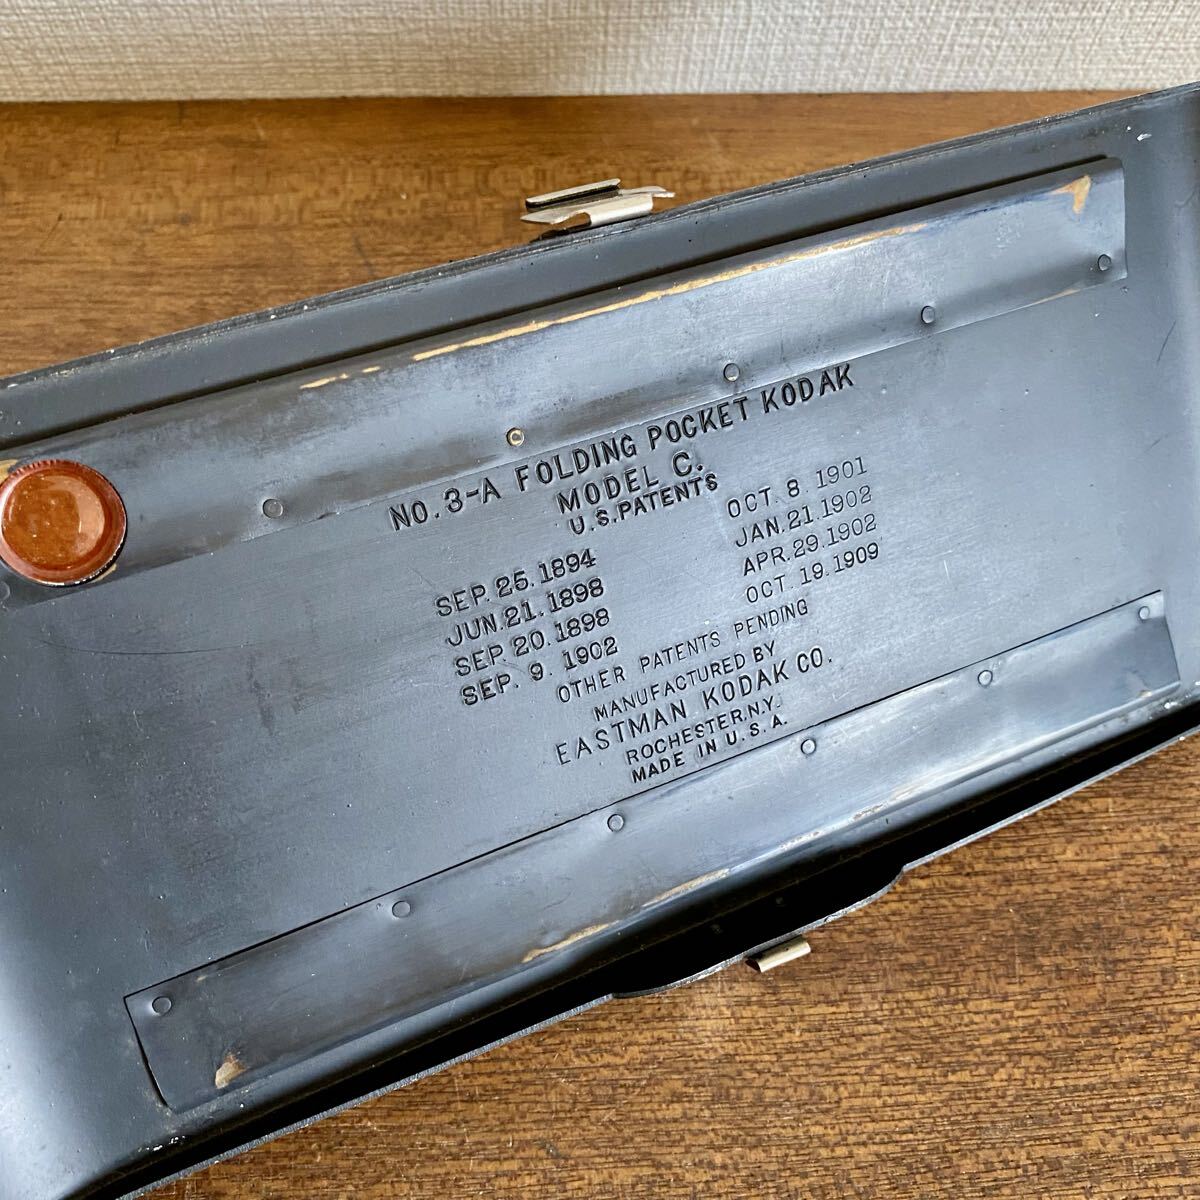 NO. 3-A FOLDING POCKET KODAK
MODEL C.
U.S. PATENTS
SEP. 25. 1894
JUN. 21. 1898
SEP. 20. 1898
SEP. 9. 1902
OCT. 8. 1901
JAN. 21. 1902
APR. 29. 1902
OCT. 19. 1909
OTHER PATENTS PENDING
MANUFACTURED BY
EASTMAN KODAK CO.
ROCHESTER, N.Y.
MADE IN U.S.A.